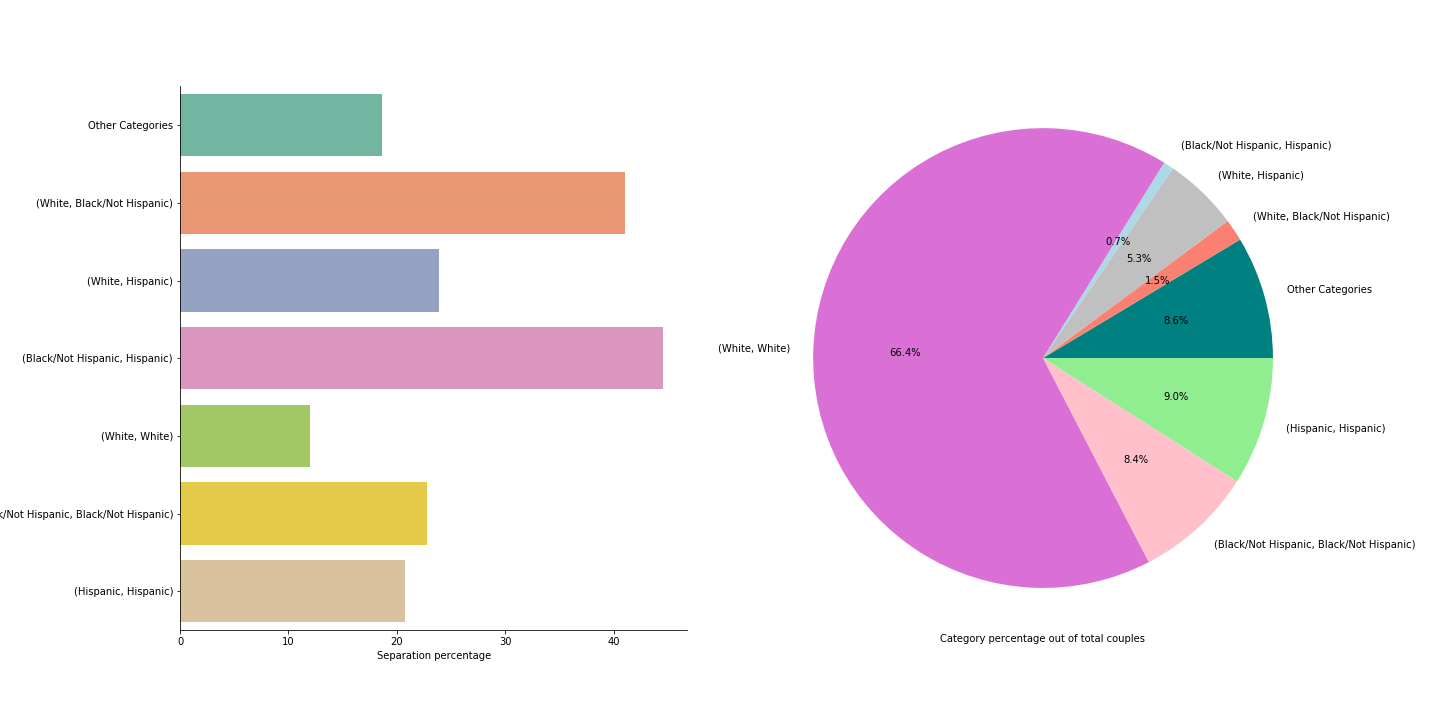 Other Categories
(White, Black/Not Hispanic)
(White, Hispanic)
(Black/Not Hispanic, Hispanic)
(White, White)
/Not Hispanic, Black/Not Hispanic)
(Hispanic, Hispanic)
0 10 20 30 40
Separation percentage
(Black/Not Hispanic, Hispanic)
(White, Hispanic)
(White, Black/Not Hispanic)
Other Categories
(White, White)
(Hispanic, Hispanic)
(Black/Not Hispanic, Black/Not Hispanic)
0.7%
5.3%
1.5%
8.6%
66.4%
9.0%
8.4%
Category percentage out of total couples